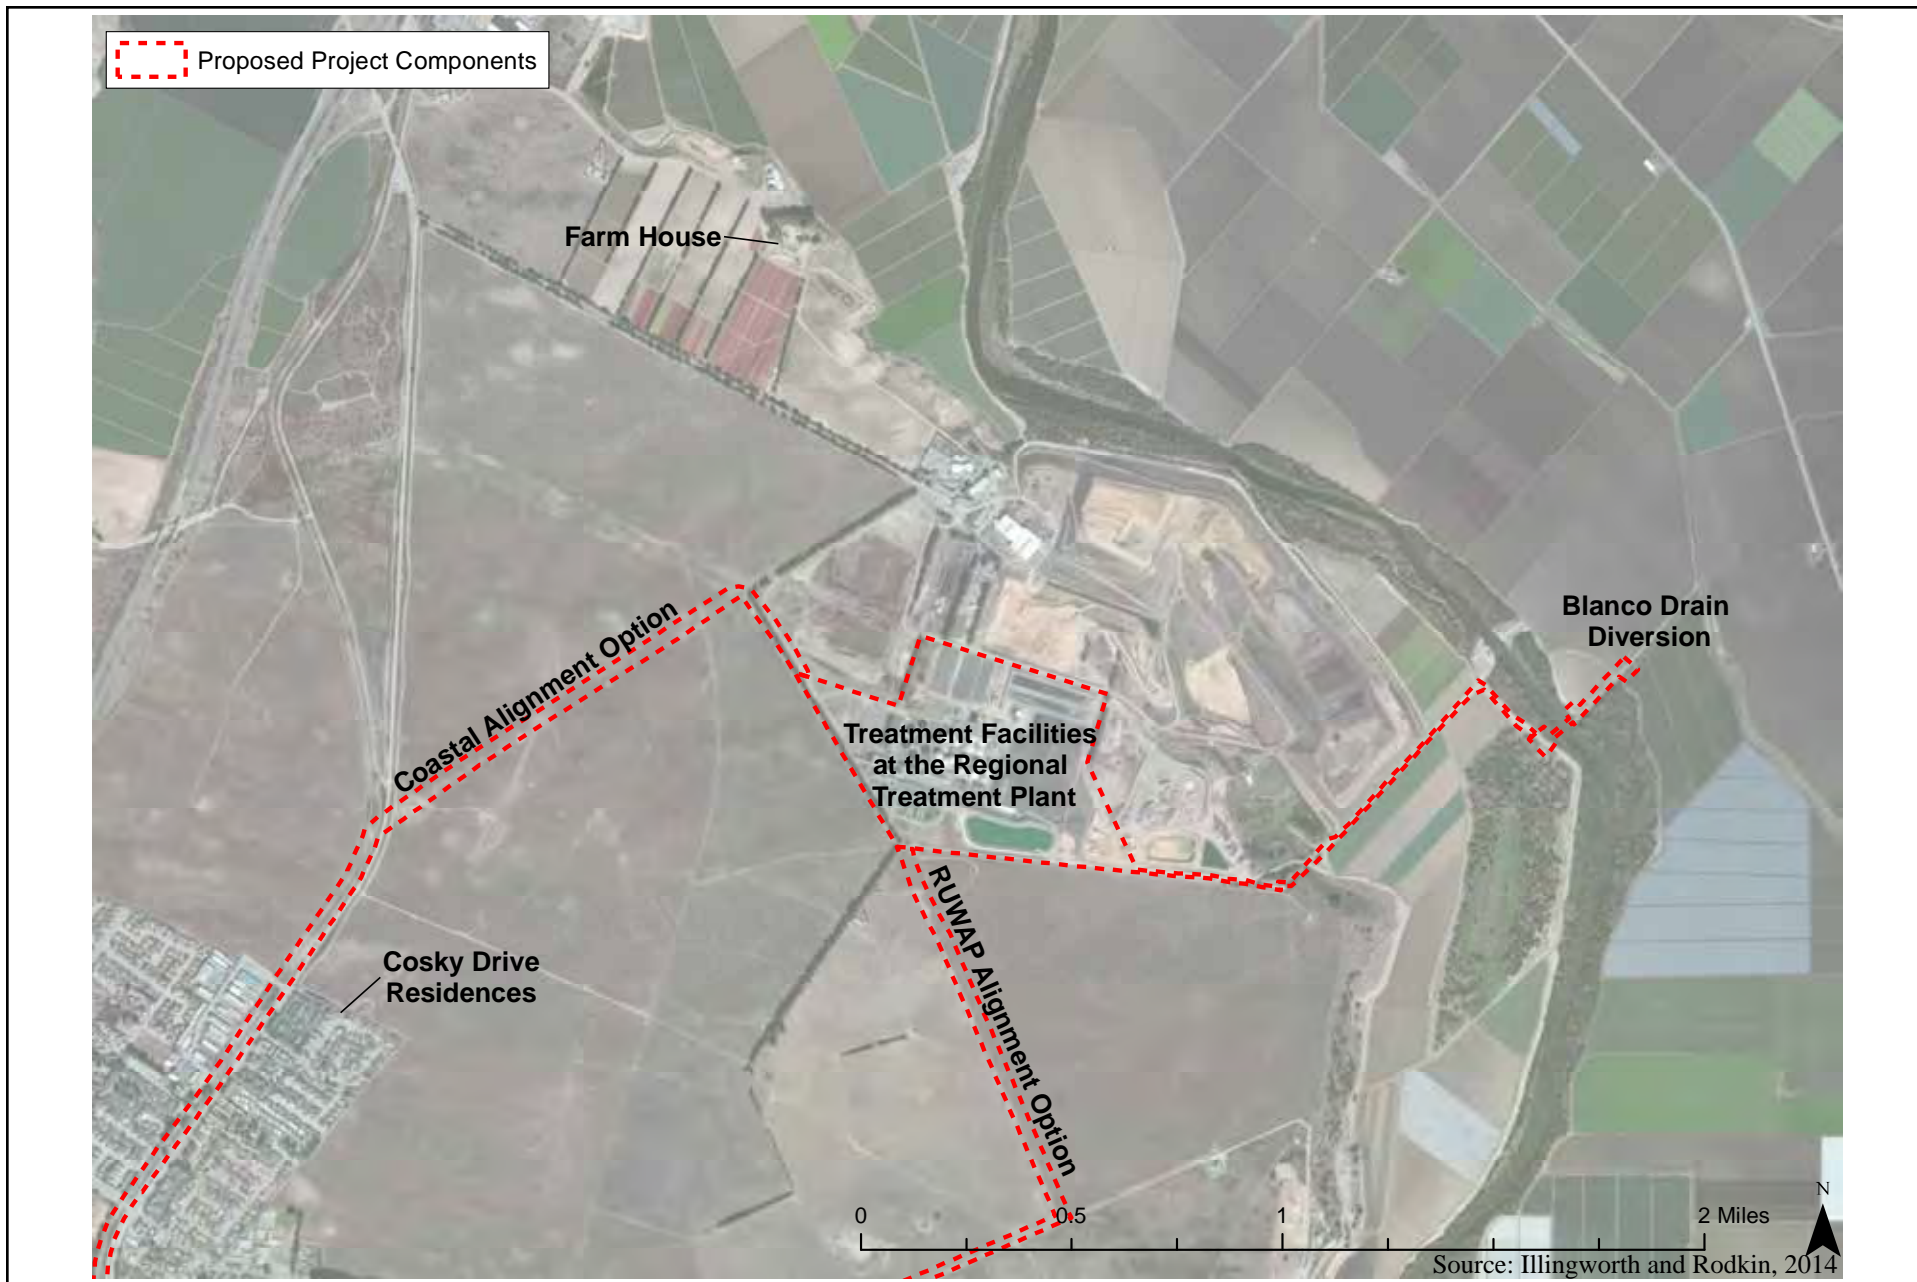 Proposed Project Components
Farm House
Blanco Drain
Diversion
Coastal Alignment Option
Treatment Facilities
at the Regional
Treatment Plant
RUWAP Alignment Option
Cosky Drive
Residences
0 0.5 1 2 Miles
N
Source: Illingworth and Rodkin, 2014